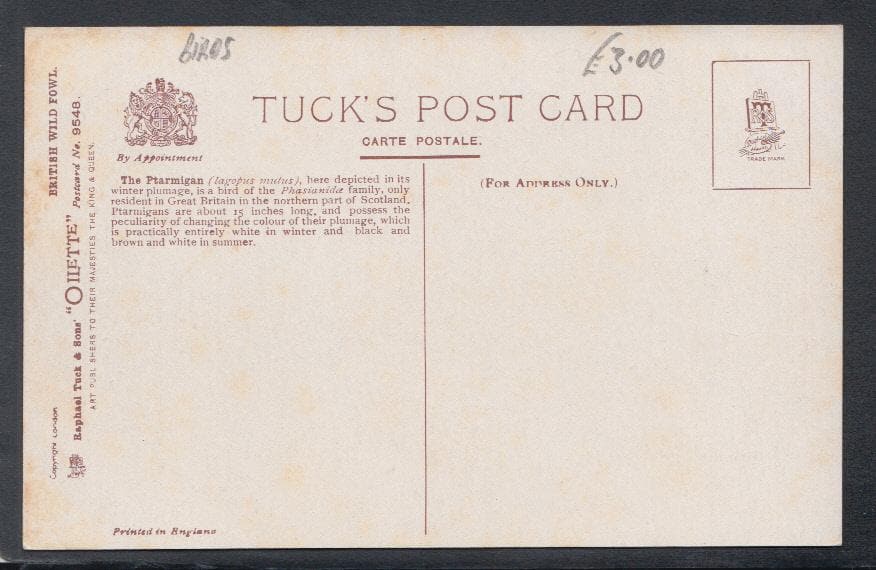 BIRDS
£3.00
TUCK'S POST CARD
CARTE POSTALE.
By Appointment
(FOR ADDRESS ONLY.)
TRADE MARK
The Ptarmigan (lagopus mutus), here depicted in its
winter plumage, is a bird of the Phasianidæ family, only
resident in Great Britain in the northern part of Scotland.
Ptarmigans are about 15 inches long, and possess the
peculiarity of changing the colour of their plumage, which
is practically entirely white in winter and black and
brown and white in summer.
BRITISH WILD FOWL.
Copyright London
Raphael Tuck & Sons' "OILETTE" Postcard No. 9548.
ART PUBLISHERS TO THEIR MAJESTIES THE KING & QUEEN.
Printed in England